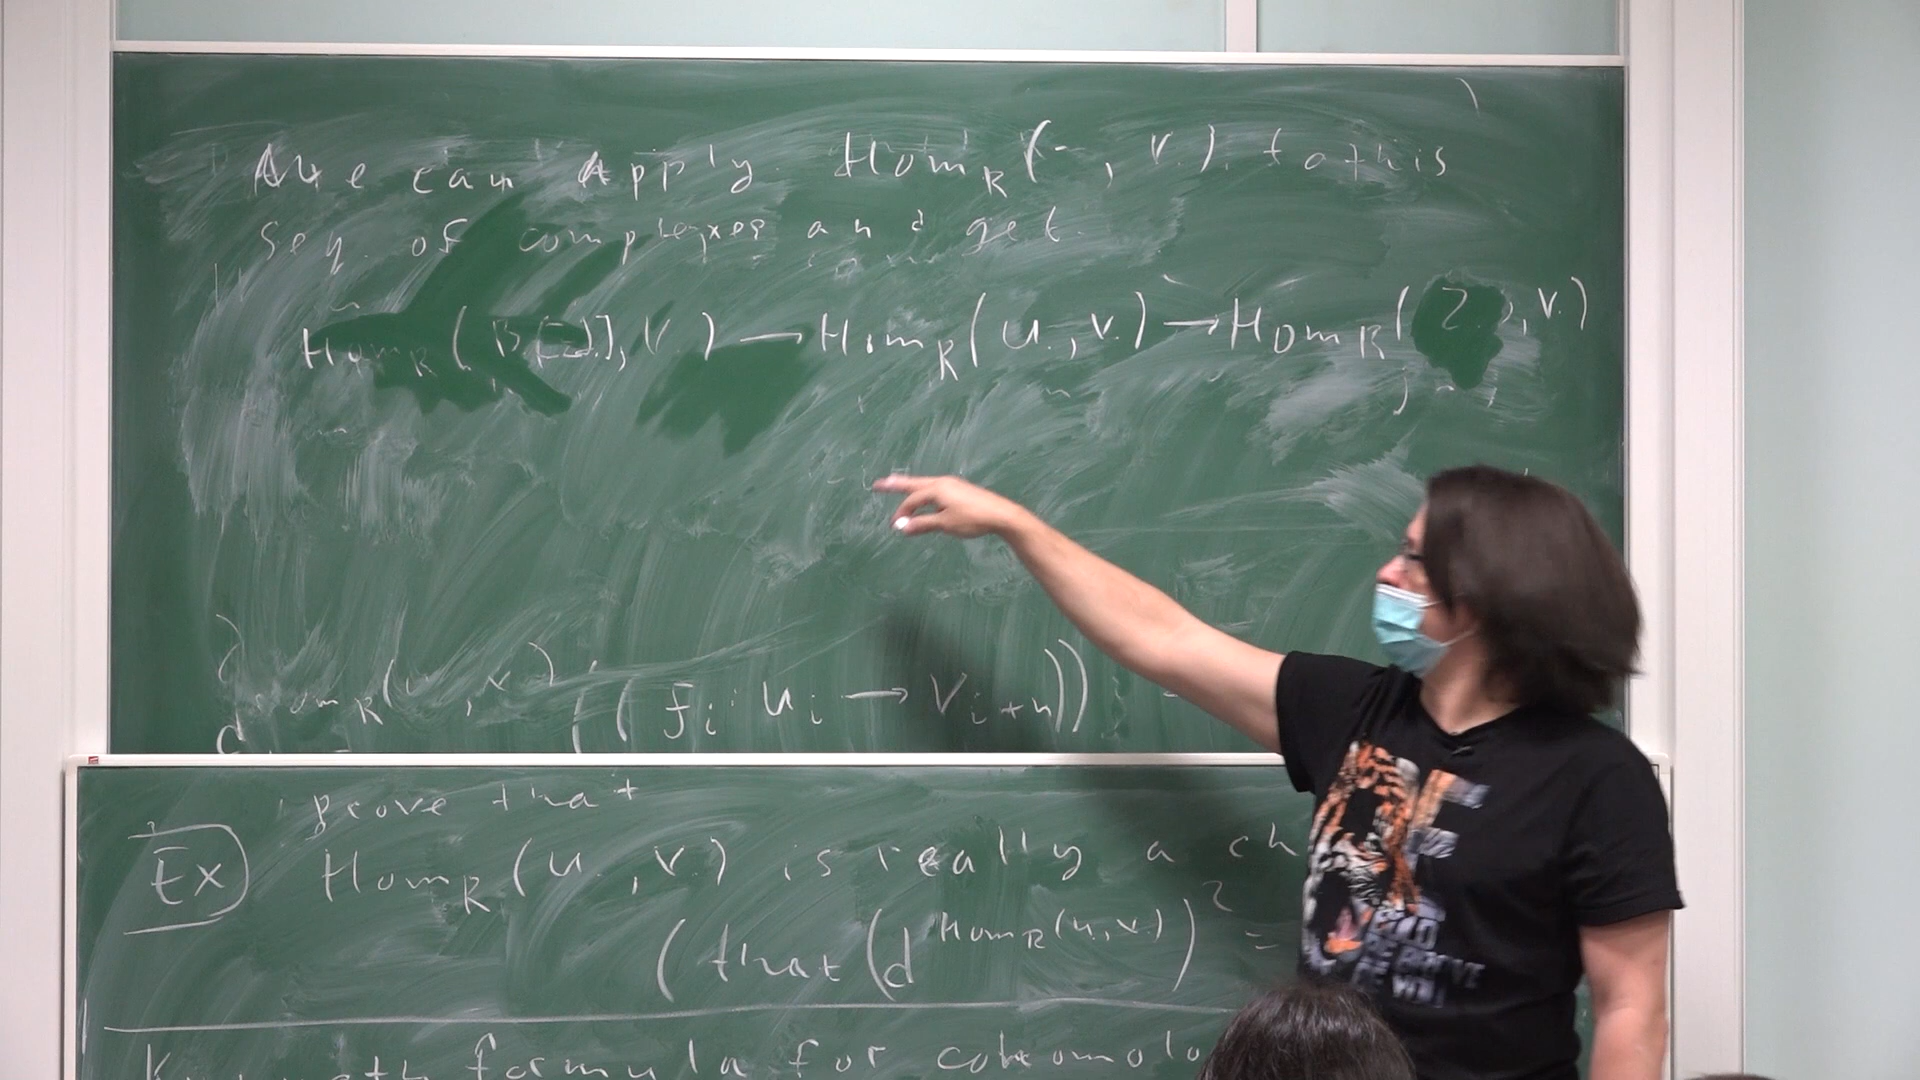 We can Apply Hom_R(-, V.) to this
seq. of complexes and get
Hom_R(B[-1], V.) → Hom_R(U., V.) → Hom_R(Z., V.)
d^{Hom_R(U, V)}((f_i : U_i → V_{i+n}))
prove that
Ex Hom_R(U., V.) is really a ch
(that (d^{Hom_R(U., V.)})^2 =
formula for cohomolo